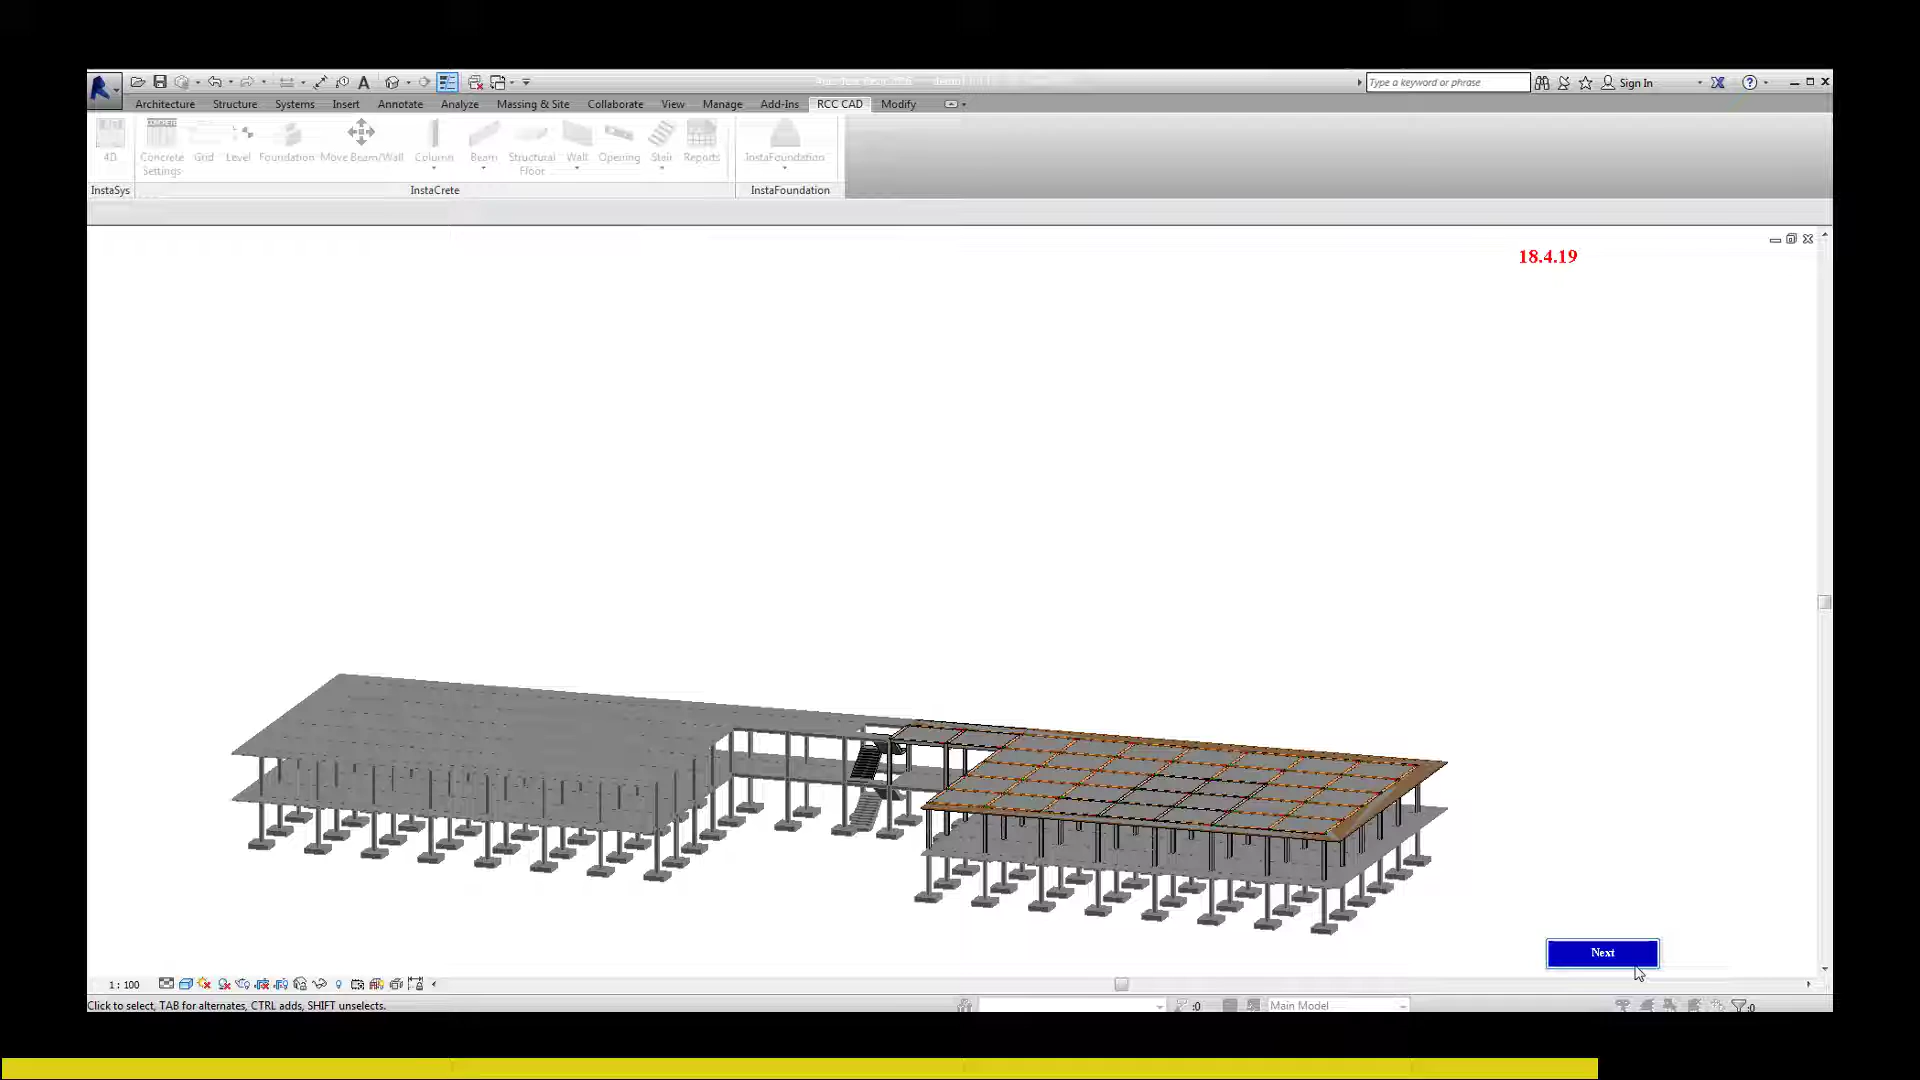 Type a keyword or phrase
Sign In
Architecture Structure Systems Insert Annotate Analyze Massing & Site Collaborate View Manage Add-Ins RCC CAD Modify
4D Concrete Settings Grid Level Foundation Move Beam/Wall Column Beam Structural Floor Wall Opening Stair Reports InstaFoundation
InstaSys InstaCrete InstaFoundation
18.4.19
Next
1 : 100
Click to select, TAB for alternates, CTRL adds, SHIFT unselects.
:0
Main Model
:0